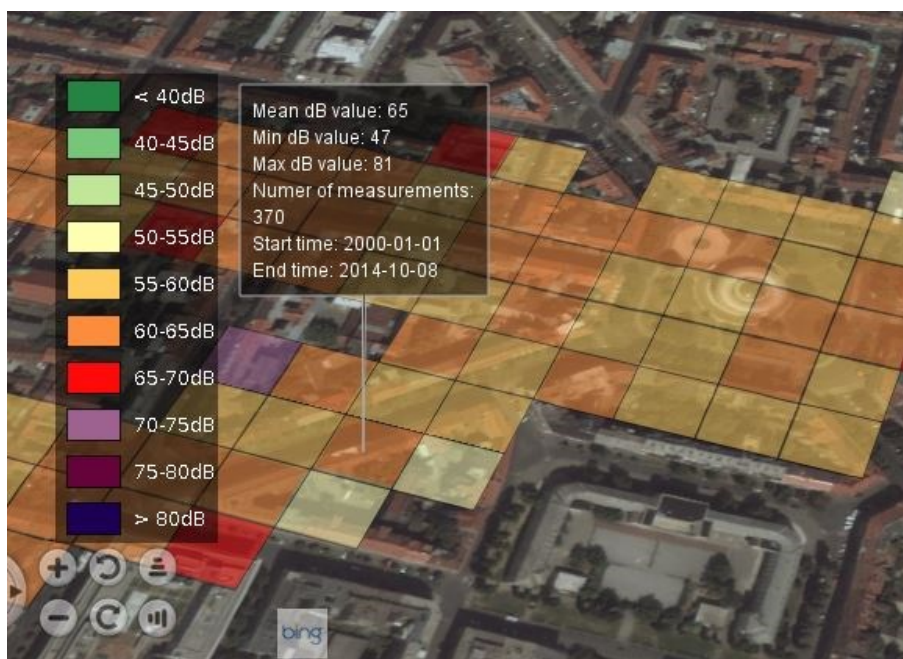 < 40dB
40-45dB
45-50dB
50-55dB
55-60dB
60-65dB
65-70dB
70-75dB
75-80dB
> 80dB
Mean dB value: 65
Min dB value: 47
Max dB value: 81
Numer of measurements:
370
Start time: 2000-01-01
End time: 2014-10-08
bing